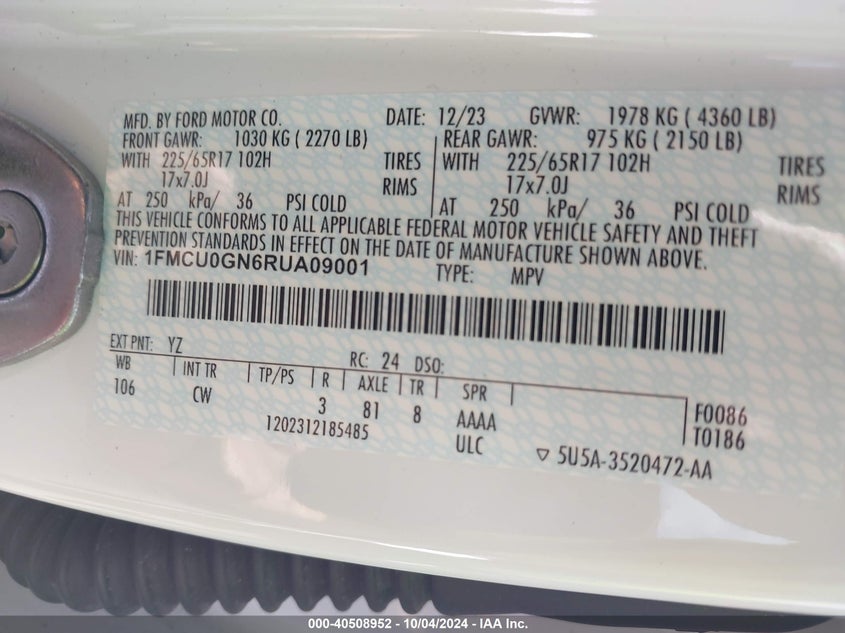 MFD. BY FORD MOTOR CO. DATE: 12/23 GVWR: 1978 KG ( 4360 LB)
FRONT GAWR: 1030 KG ( 2270 LB) REAR GAWR: 975 KG ( 2150 LB)
WITH 225/65R17 102H TIRES WITH 225/65R17 102H TIRES
17x7.0J RIMS 17x7.0J RIMS
AT 250 kPa/ 36 PSI COLD AT 250 kPa/ 36 PSI COLD
THIS VEHICLE CONFORMS TO ALL APPLICABLE FEDERAL MOTOR VEHICLE SAFETY AND THEFT
PREVENTION STANDARDS IN EFFECT ON THE DATE OF MANUFACTURE SHOWN ABOVE.
VIN: 1FMCU0GN6RUA09001 TYPE: MPV
EXT PNT: YZ RC: 24 DSO:
WB INT TR TP/PS R AXLE TR SPR
106 CW 3 81 8 AAAA F0086
1202312185485 ULC T0186
5U5A-3520472-AA
000-40508952 - 10/04/2024 - IAA Inc.